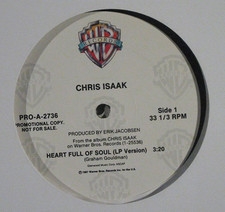 CHRIS ISAAK
PRO-A-2736
PROMOTIONAL COPY.
NOT FOR SALE.
Side 1
33 1/3 RPM
PRODUCED BY ERIK JACOBSEN
From the album CHRIS ISAAK
on Warner Bros. Records (1-25536)
HEART FULL OF SOUL (LP Version) 3:20
(Graham Gouldman)